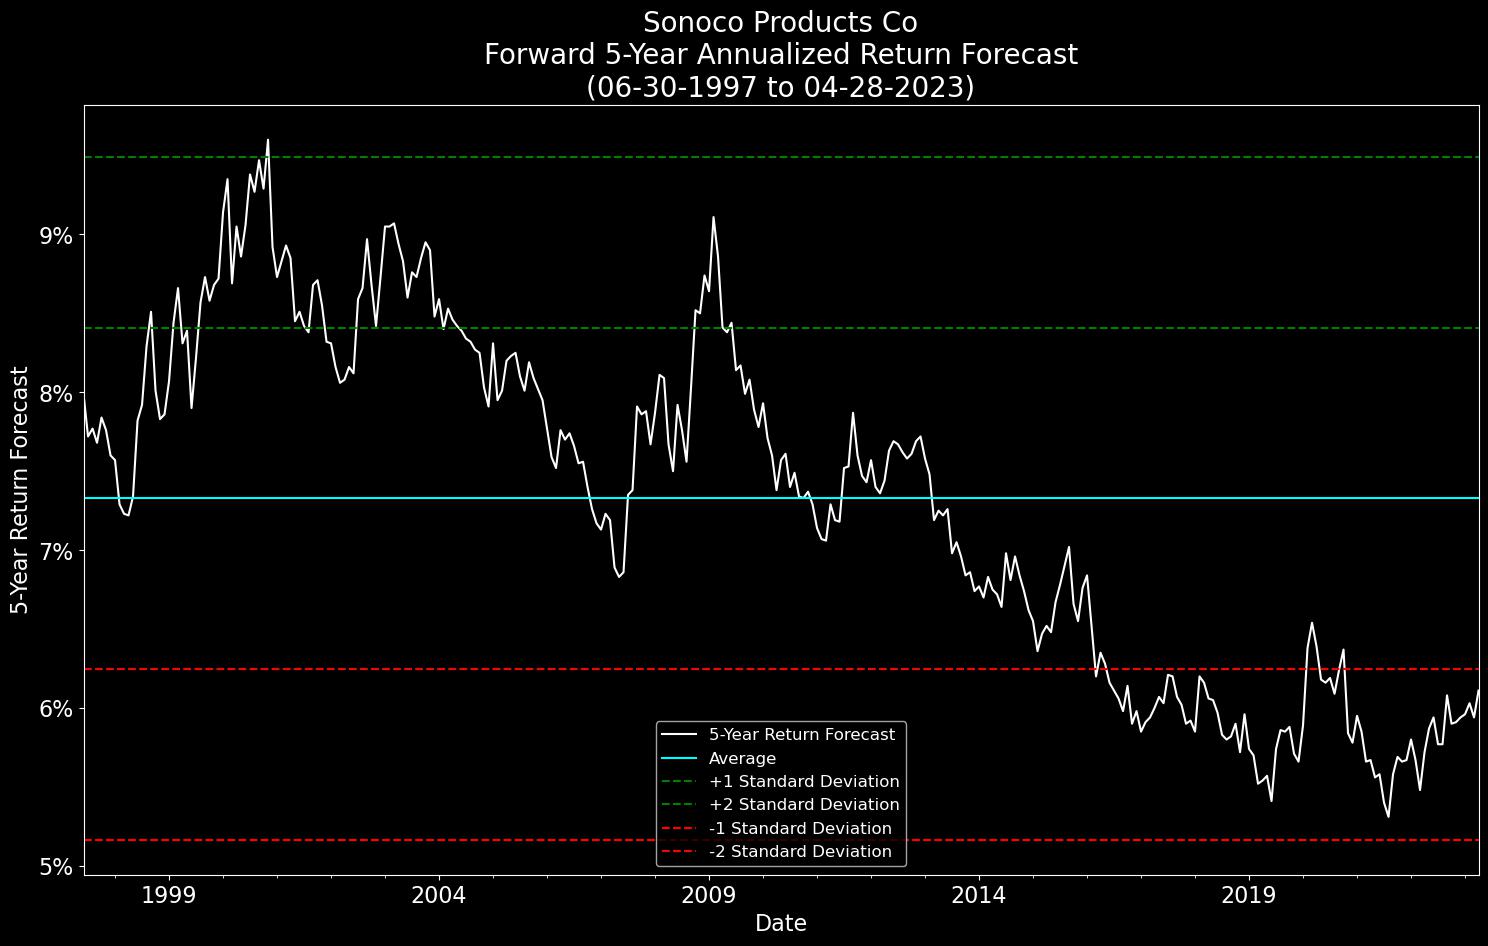 Sonoco Products Co
Forward 5-Year Annualized Return Forecast
(06-30-1997 to 04-28-2023)
5-Year Return Forecast
9%
8%
7%
6%
5%
5-Year Return Forecast
Average
+1 Standard Deviation
+2 Standard Deviation
-1 Standard Deviation
-2 Standard Deviation
1999 2004 2009 2014 2019
Date